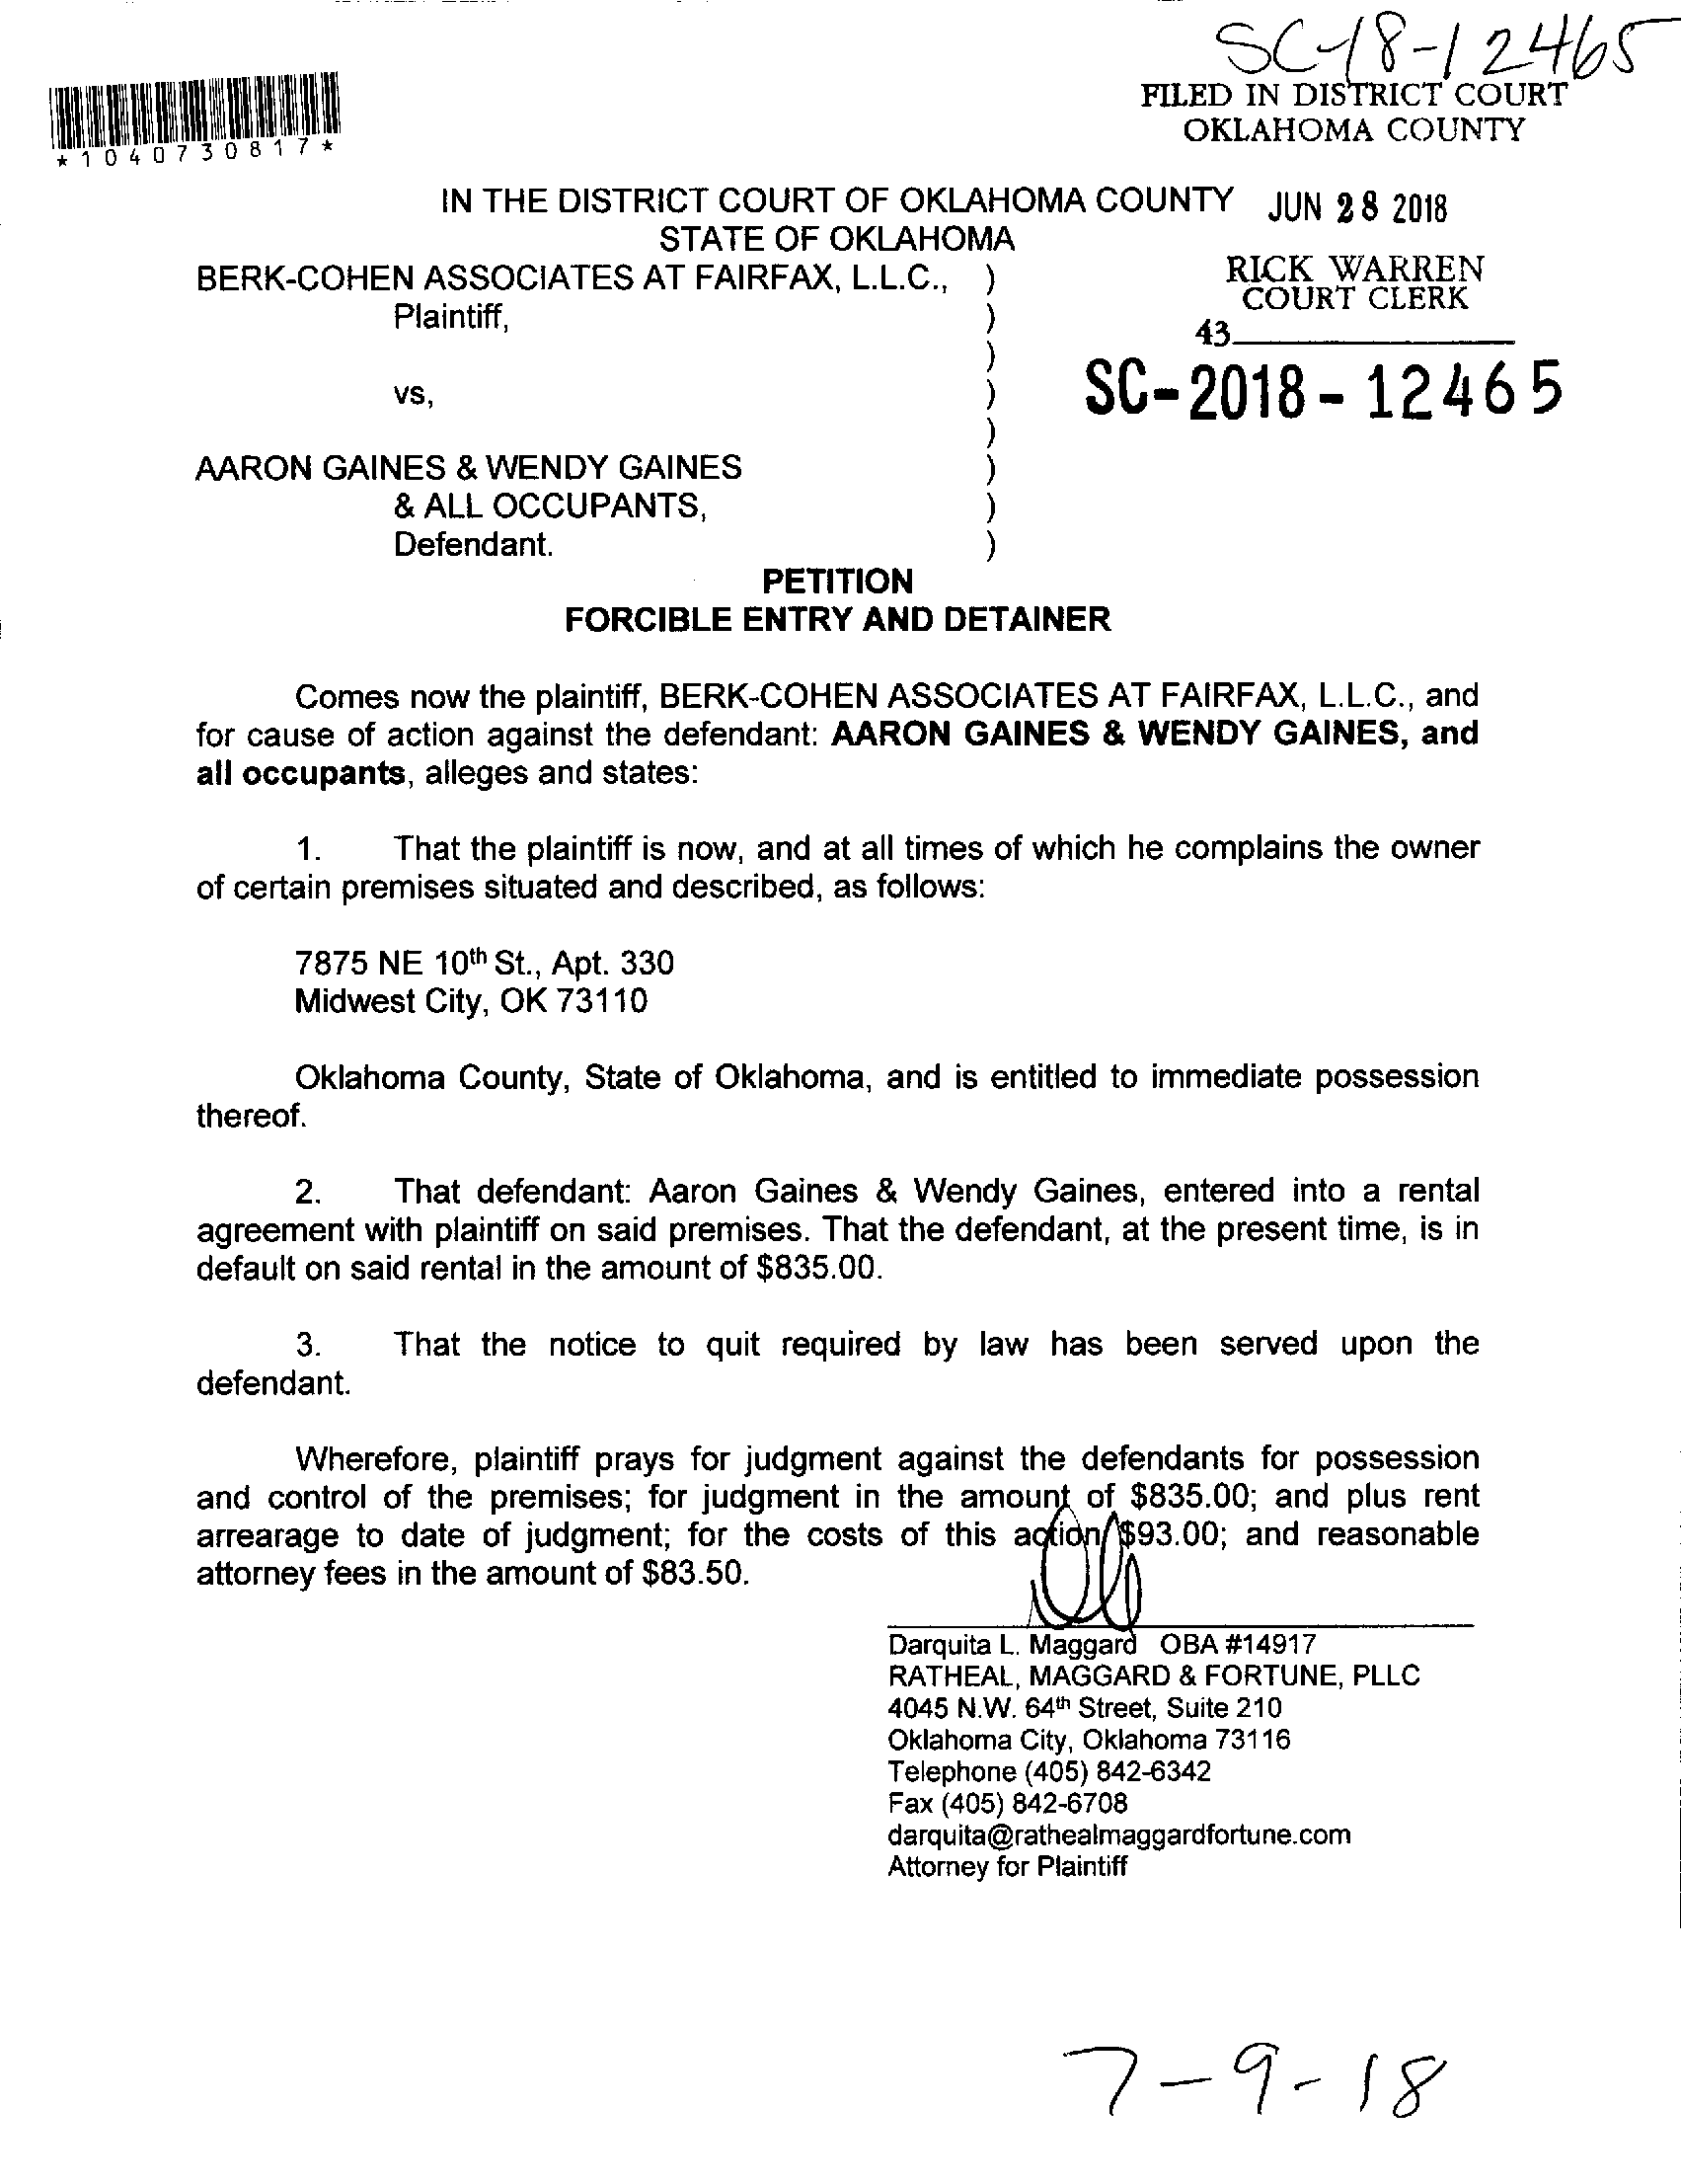 SC-18-12465
FILED IN DISTRICT COURT
OKLAHOMA COUNTY
*1040730817*
IN THE DISTRICT COURT OF OKLAHOMA COUNTY JUN 28 2018
STATE OF OKLAHOMA
BERK-COHEN ASSOCIATES AT FAIRFAX, L.L.C., )
RICK WARREN
COURT CLERK
Plaintiff, )
43
)
vs, )
SC-2018-12465
)
AARON GAINES & WENDY GAINES )
& ALL OCCUPANTS, )
Defendant. )
PETITION
FORCIBLE ENTRY AND DETAINER
Comes now the plaintiff, BERK-COHEN ASSOCIATES AT FAIRFAX, L.L.C., and
for cause of action against the defendant: AARON GAINES & WENDY GAINES, and
all occupants, alleges and states:
1. That the plaintiff is now, and at all times of which he complains the owner
of certain premises situated and described, as follows:
7875 NE 10th St., Apt. 330
Midwest City, OK 73110
Oklahoma County, State of Oklahoma, and is entitled to immediate possession
thereof.
2. That defendant: Aaron Gaines & Wendy Gaines, entered into a rental
agreement with plaintiff on said premises. That the defendant, at the present time, is in
default on said rental in the amount of $835.00.
3. That the notice to quit required by law has been served upon the
defendant.
Wherefore, plaintiff prays for judgment against the defendants for possession
and control of the premises; for judgment in the amount of $835.00; and plus rent
arrearage to date of judgment; for the costs of this action $93.00; and reasonable
attorney fees in the amount of $83.50.
Darquita L. Maggard OBA #14917
RATHEAL, MAGGARD & FORTUNE, PLLC
4045 N.W. 64th Street, Suite 210
Oklahoma City, Oklahoma 73116
Telephone (405) 842-6342
Fax (405) 842-6708
darquita@rathealmaggardfortune.com
Attorney for Plaintiff
7-9-18